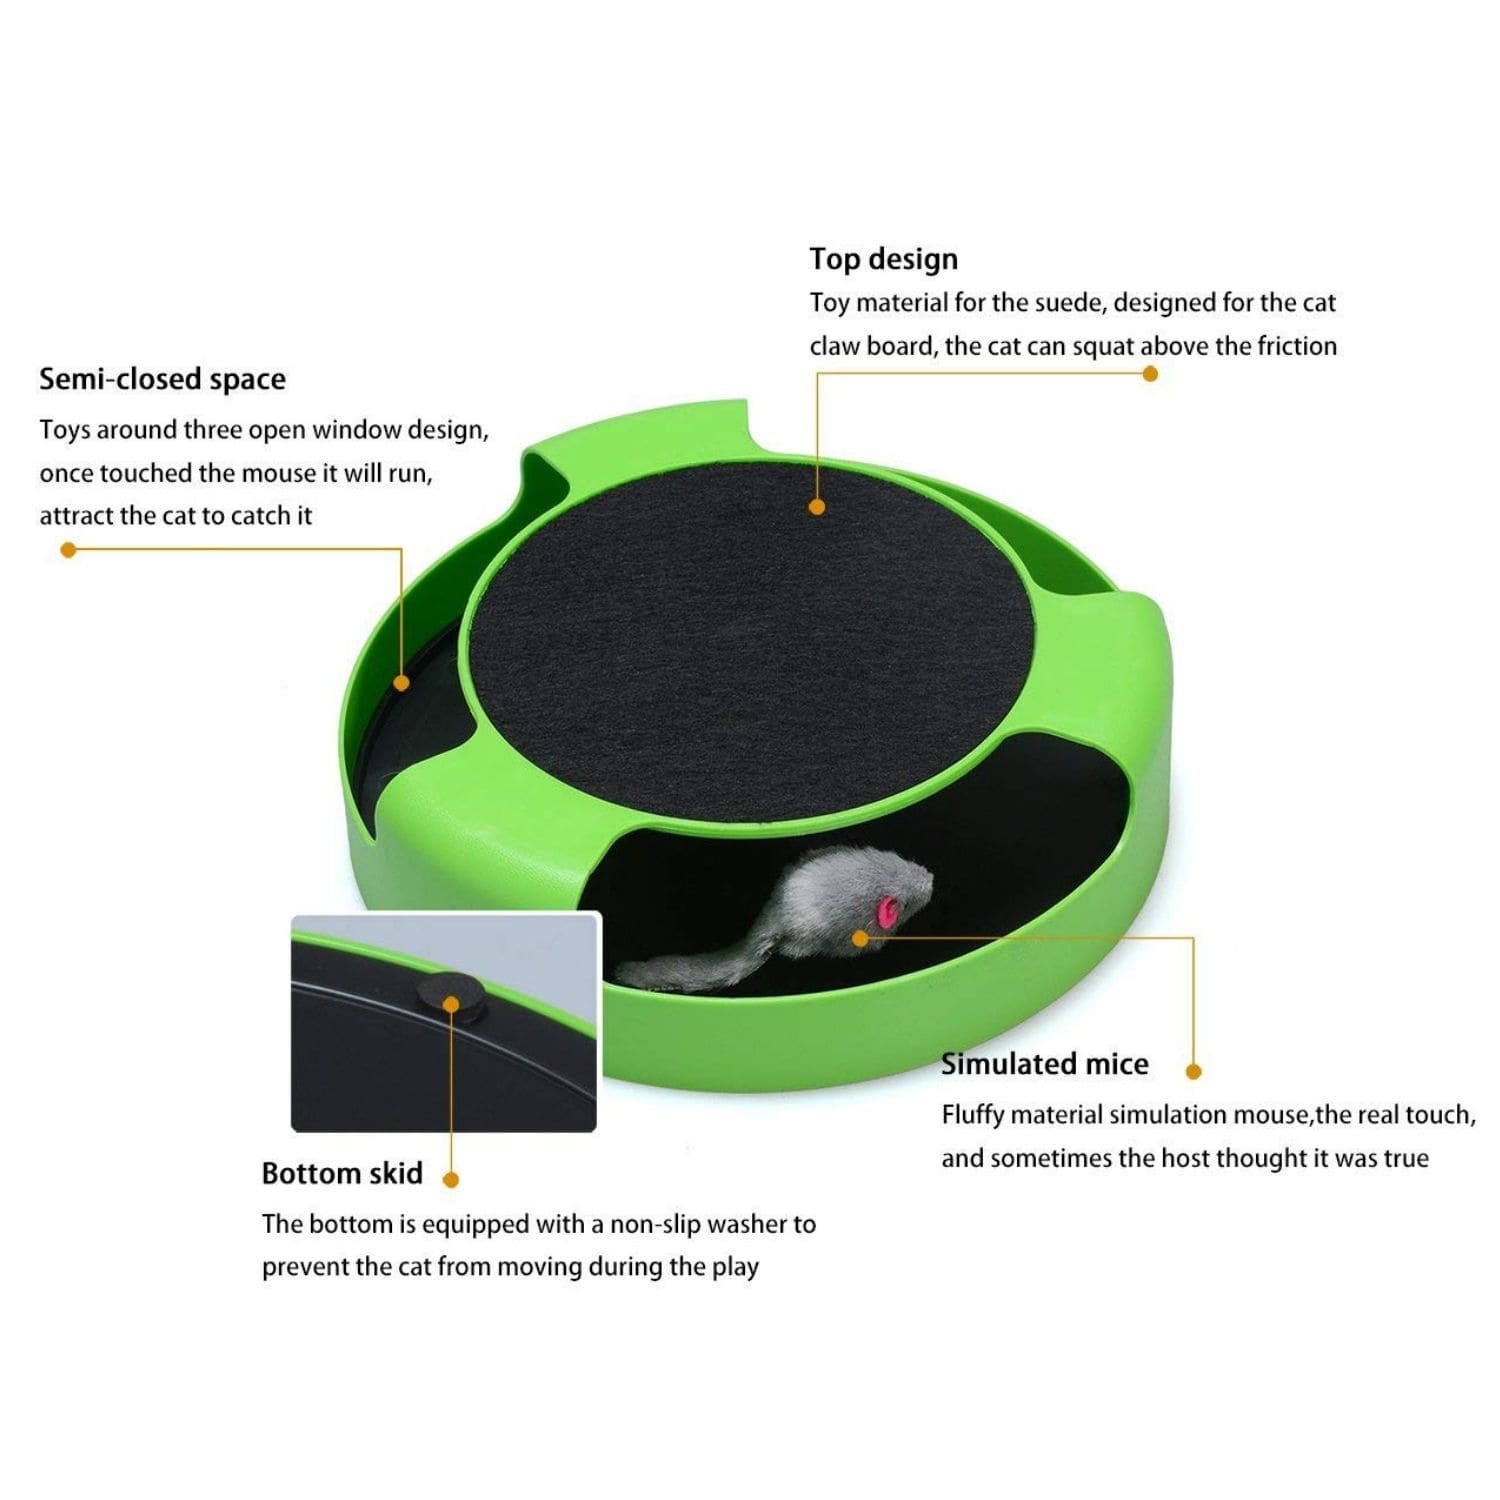 Top design
Toy material for the suede, designed for the cat
claw board, the cat can squat above the friction
Semi-closed space
Toys around three open window design,
once touched the mouse it will run,
attract the cat to catch it
Simulated mice
Fluffy material simulation mouse,the real touch,
and sometimes the host thought it was true
Bottom skid
The bottom is equipped with a non-slip washer to
prevent the cat from moving during the play